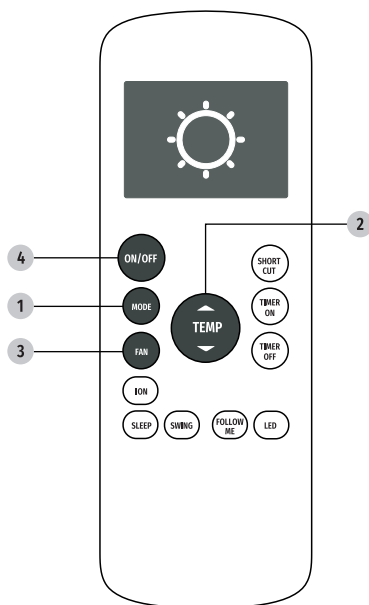 2
4
ON/OFF
SHORT
CUT
1
MODE
TEMP
TIMER
ON
3
FAN
TIMER
OFF
ION
SLEEP
SWING
FOLLOW
ME
LED